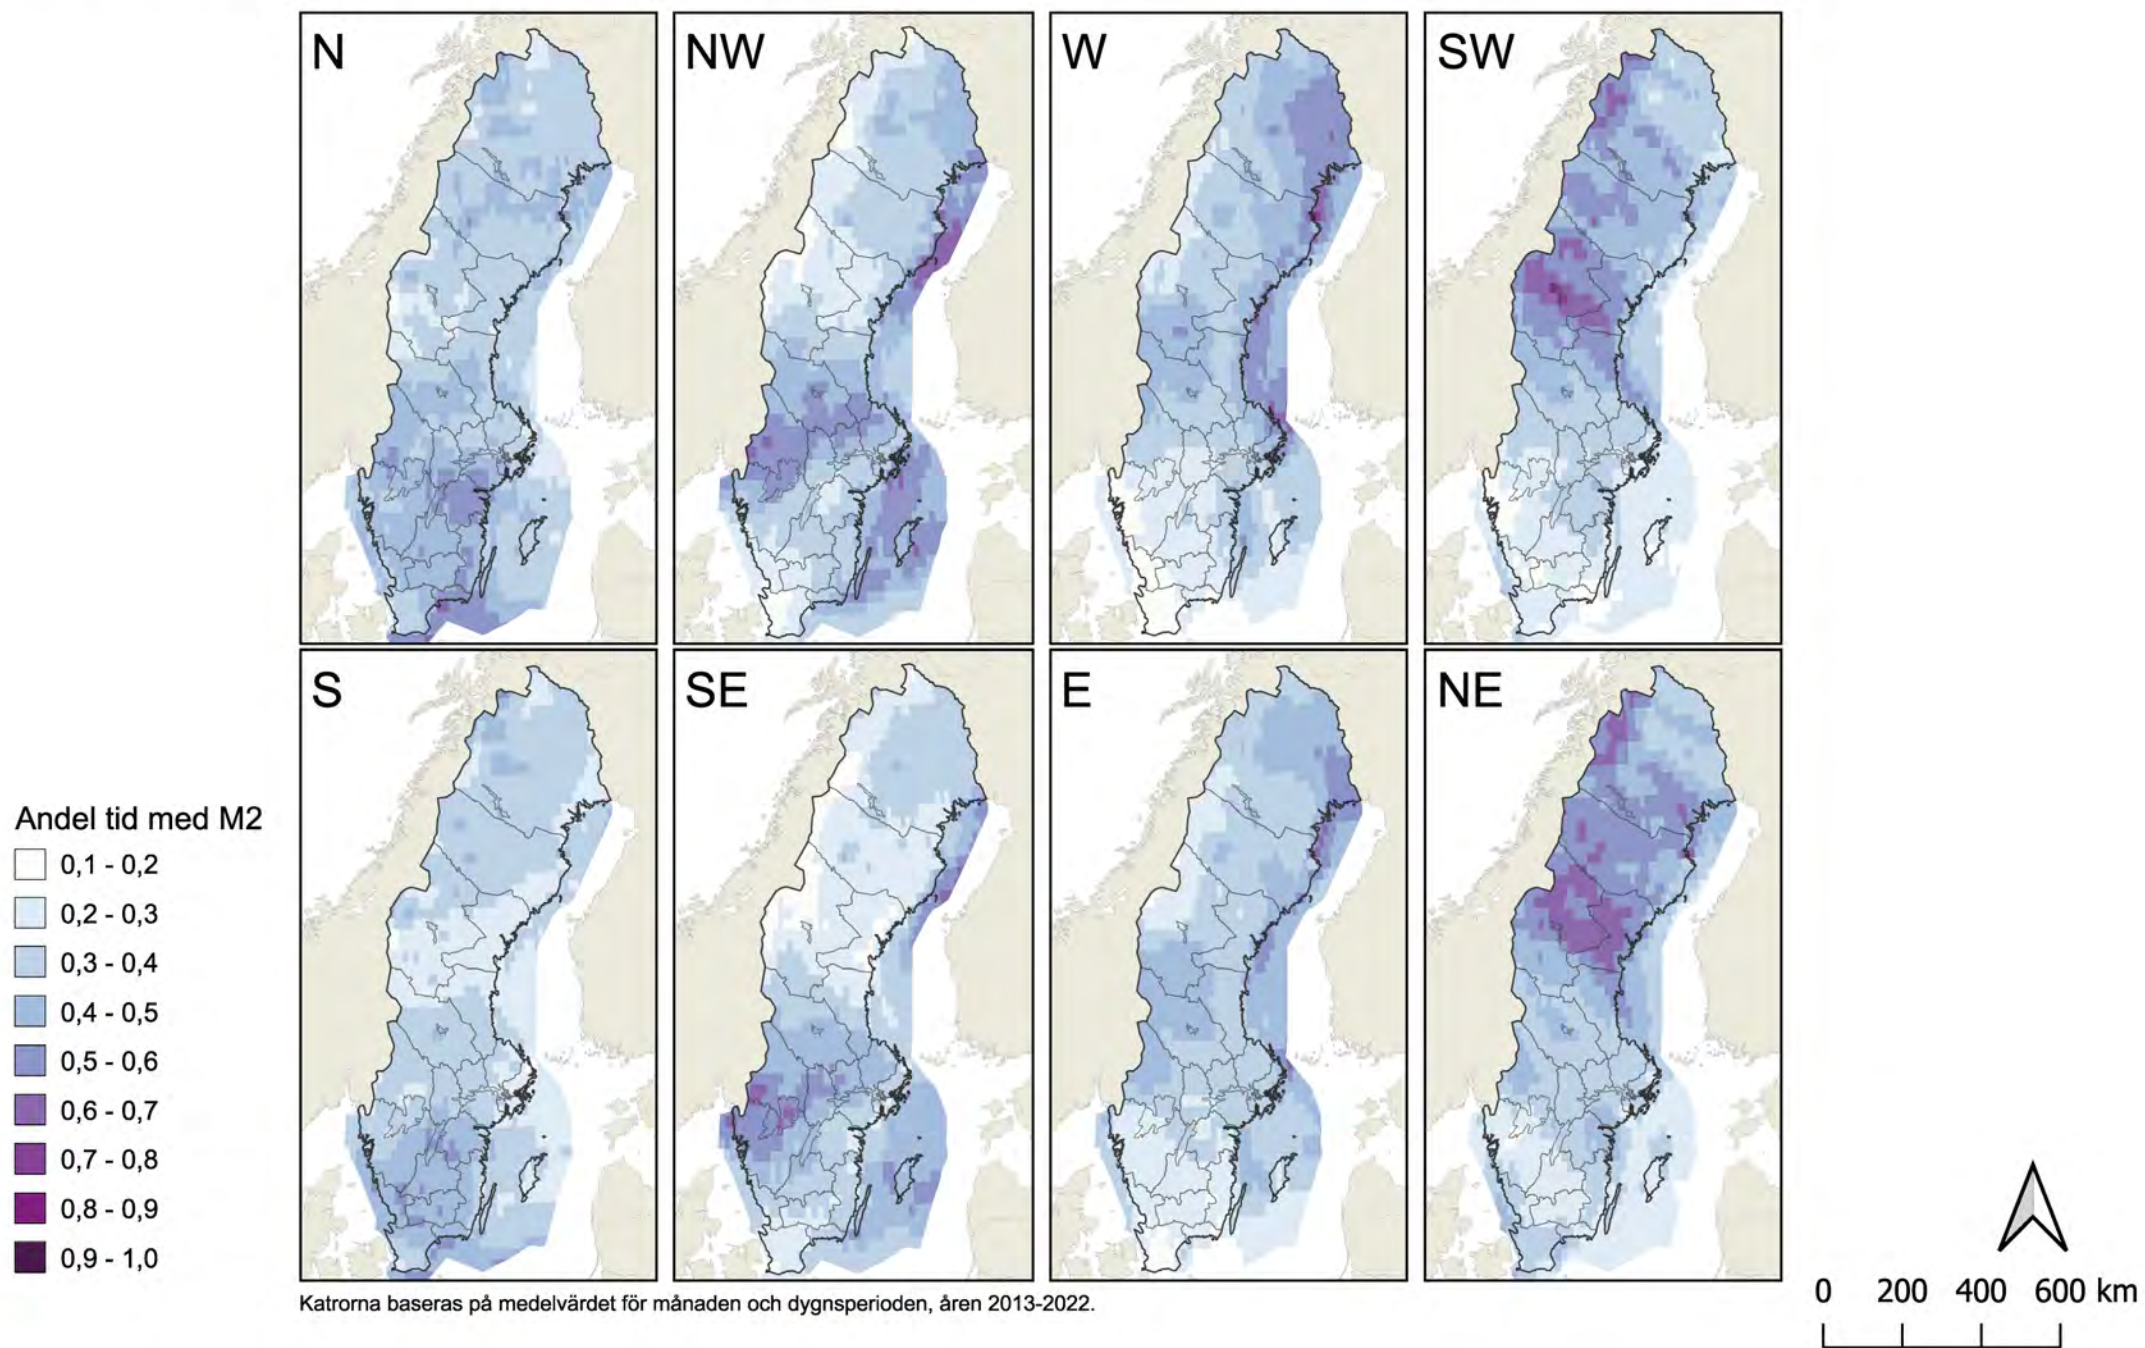 N
NW
W
SW
S
SE
E
NE
Andel tid med M2
0,1 - 0,2
0,2 - 0,3
0,3 - 0,4
0,4 - 0,5
0,5 - 0,6
0,6 - 0,7
0,7 - 0,8
0,8 - 0,9
0,9 - 1,0
Katrorna baseras på medelvärdet för månaden och dygnsperioden, åren 2013-2022.
0 200 400 600 km